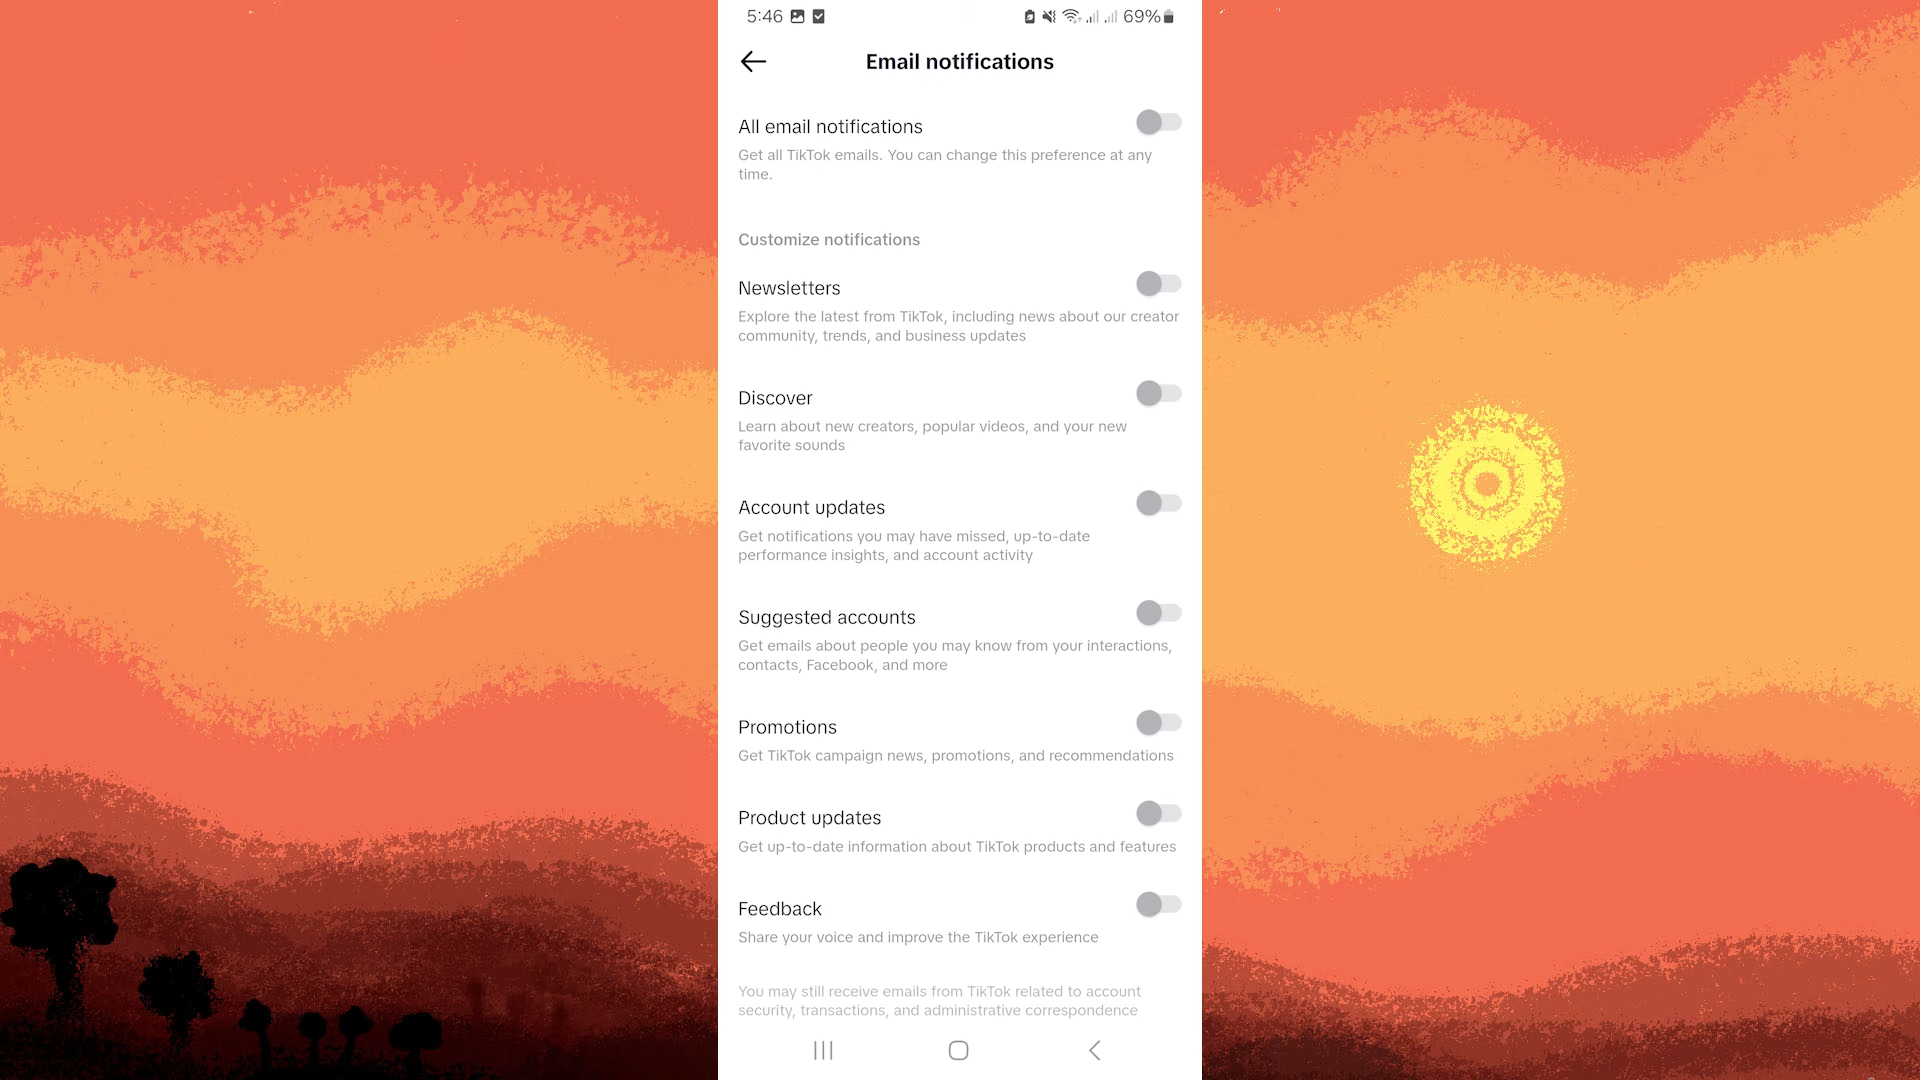 5:46
69%
Email notifications
All email notifications
Get all TikTok emails. You can change this preference at any
time.
Customize notifications
Newsletters
Explore the latest from TikTok, including news about our creator
community, trends, and business updates
Discover
Learn about new creators, popular videos, and your new
favorite sounds
Account updates
Get notifications you may have missed, up-to-date
performance insights, and account activity
Suggested accounts
Get emails about people you may know from your interactions,
contacts, Facebook, and more
Promotions
Get TikTok campaign news, promotions, and recommendations
Product updates
Get up-to-date information about TikTok products and features
Feedback
Share your voice and improve the TikTok experience
You may still receive emails from TikTok related to account
security, transactions, and administrative correspondence